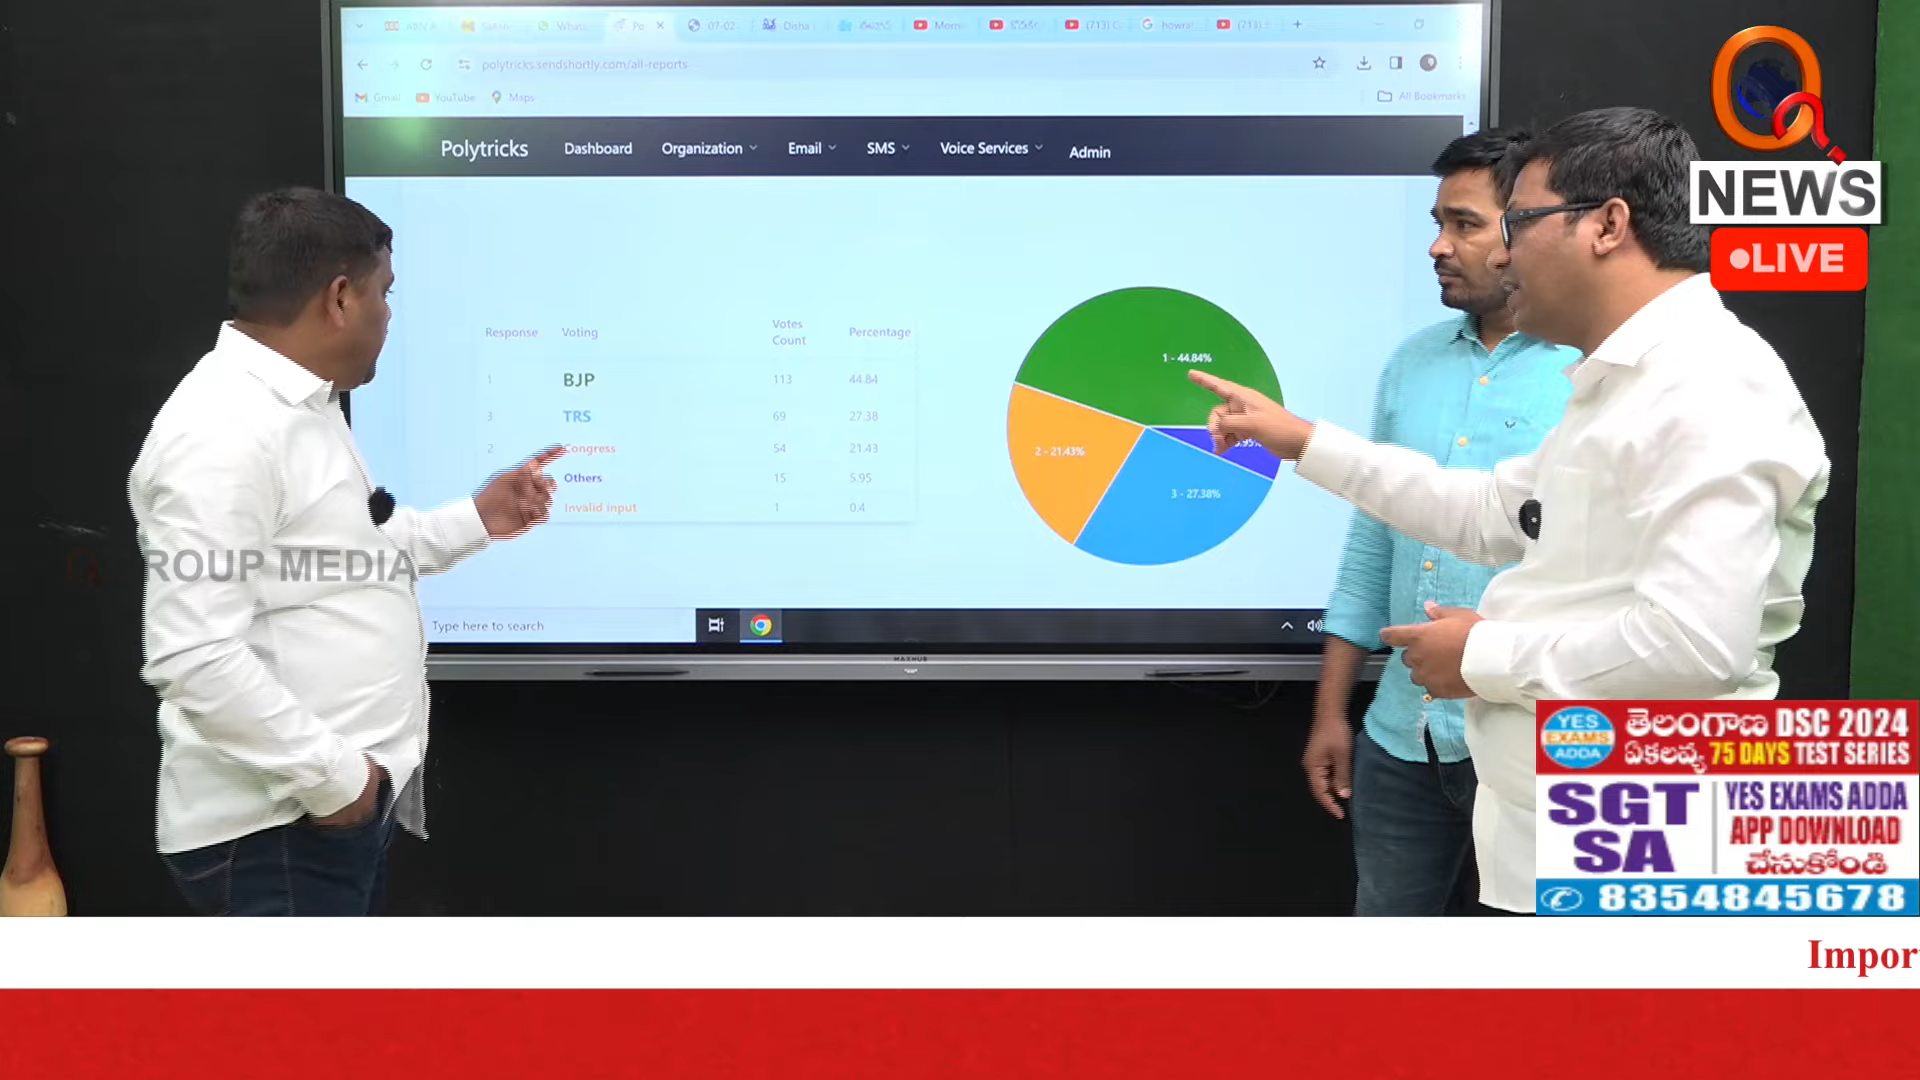 polytricks.sendshortly.com/all-reports
Gmail YouTube Maps
All Bookmarks
Polytricks Dashboard Organization Email SMS Voice Services Admin
NEWS
LIVE
Response Voting Votes Count Percentage
1 BJP 113 44.84
3 TRS 69 27.38
2 Congress 54 21.43
Others 15 5.95
Invalid input 1 0.4
1 - 44.84%
2 - 21.43%
3 - 27.38%
ROUP MEDIA
Type here to search
MAXHUB
YES
EXAMS
ADDA
తెలంగాణ DSC 2024
ఏకలవ్య 75 DAYS TEST SERIES
SGT
SA
YES EXAMS ADDA
APP DOWNLOAD
చేసుకోండి
8354845678
Impor